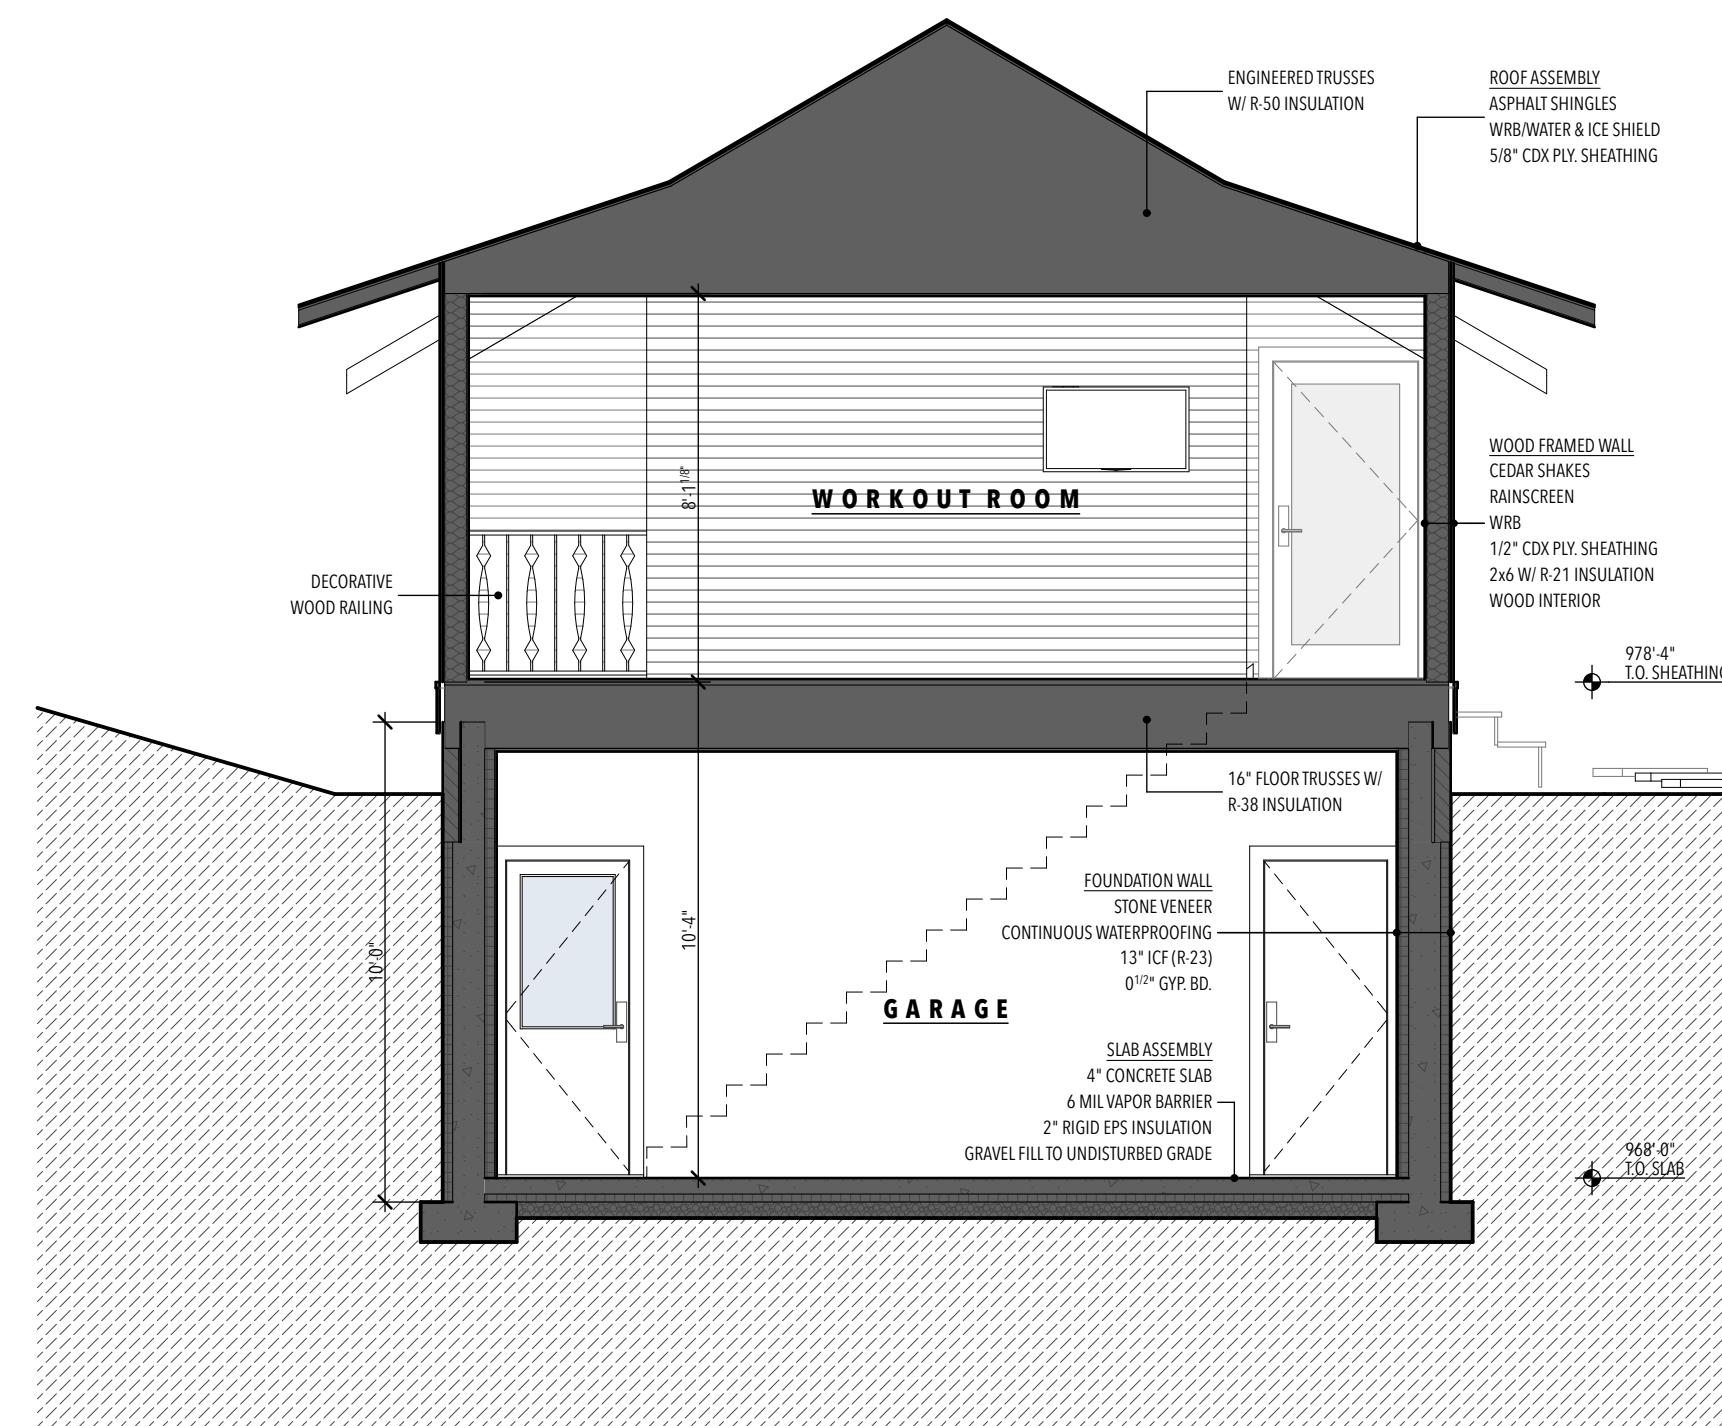 ENGINEERED TRUSSES
W/ R-50 INSULATION
ROOF ASSEMBLY
ASPHALT SHINGLES
WRB/WATER & ICE SHIELD
5/8" CDX PLY. SHEATHING
8'-1 1/8"
WORKOUT ROOM
WOOD FRAMED WALL
CEDAR SHAKES
RAINSCREEN
WRB
1/2" CDX PLY. SHEATHING
2x6 W/ R-21 INSULATION
WOOD INTERIOR
DECORATIVE
WOOD RAILING
978'-4"
T.O. SHEATHING
16" FLOOR TRUSSES W/
R-38 INSULATION
10'-0"
10'-4"
FOUNDATION WALL
STONE VENEER
CONTINUOUS WATERPROOFING
13" ICF (R-23)
0 1/2" GYP. BD.
GARAGE
SLAB ASSEMBLY
4" CONCRETE SLAB
6 MIL VAPOR BARRIER
2" RIGID EPS INSULATION
GRAVEL FILL TO UNDISTURBED GRADE
968'-0"
T.O. SLAB